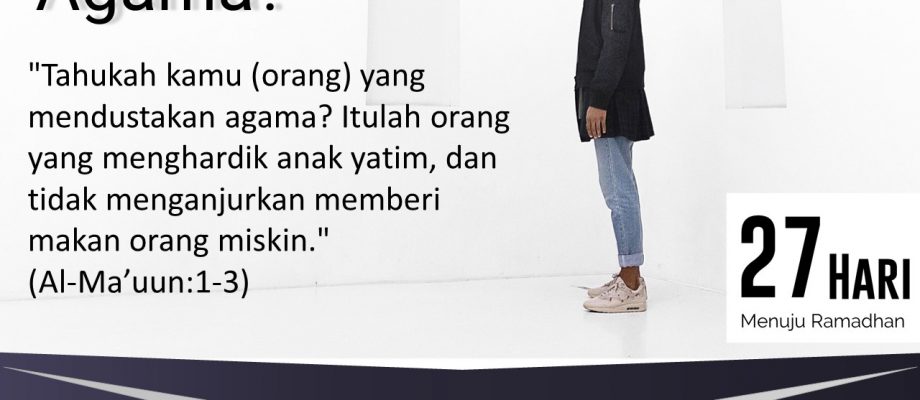 Agama?
"Tahukah kamu (orang) yang
mendustakan agama? Itulah orang
yang menghardik anak yatim, dan
tidak menganjurkan memberi
makan orang miskin."
(Al-Ma’uun:1-3)
27 HARI
Menuju Ramadhan